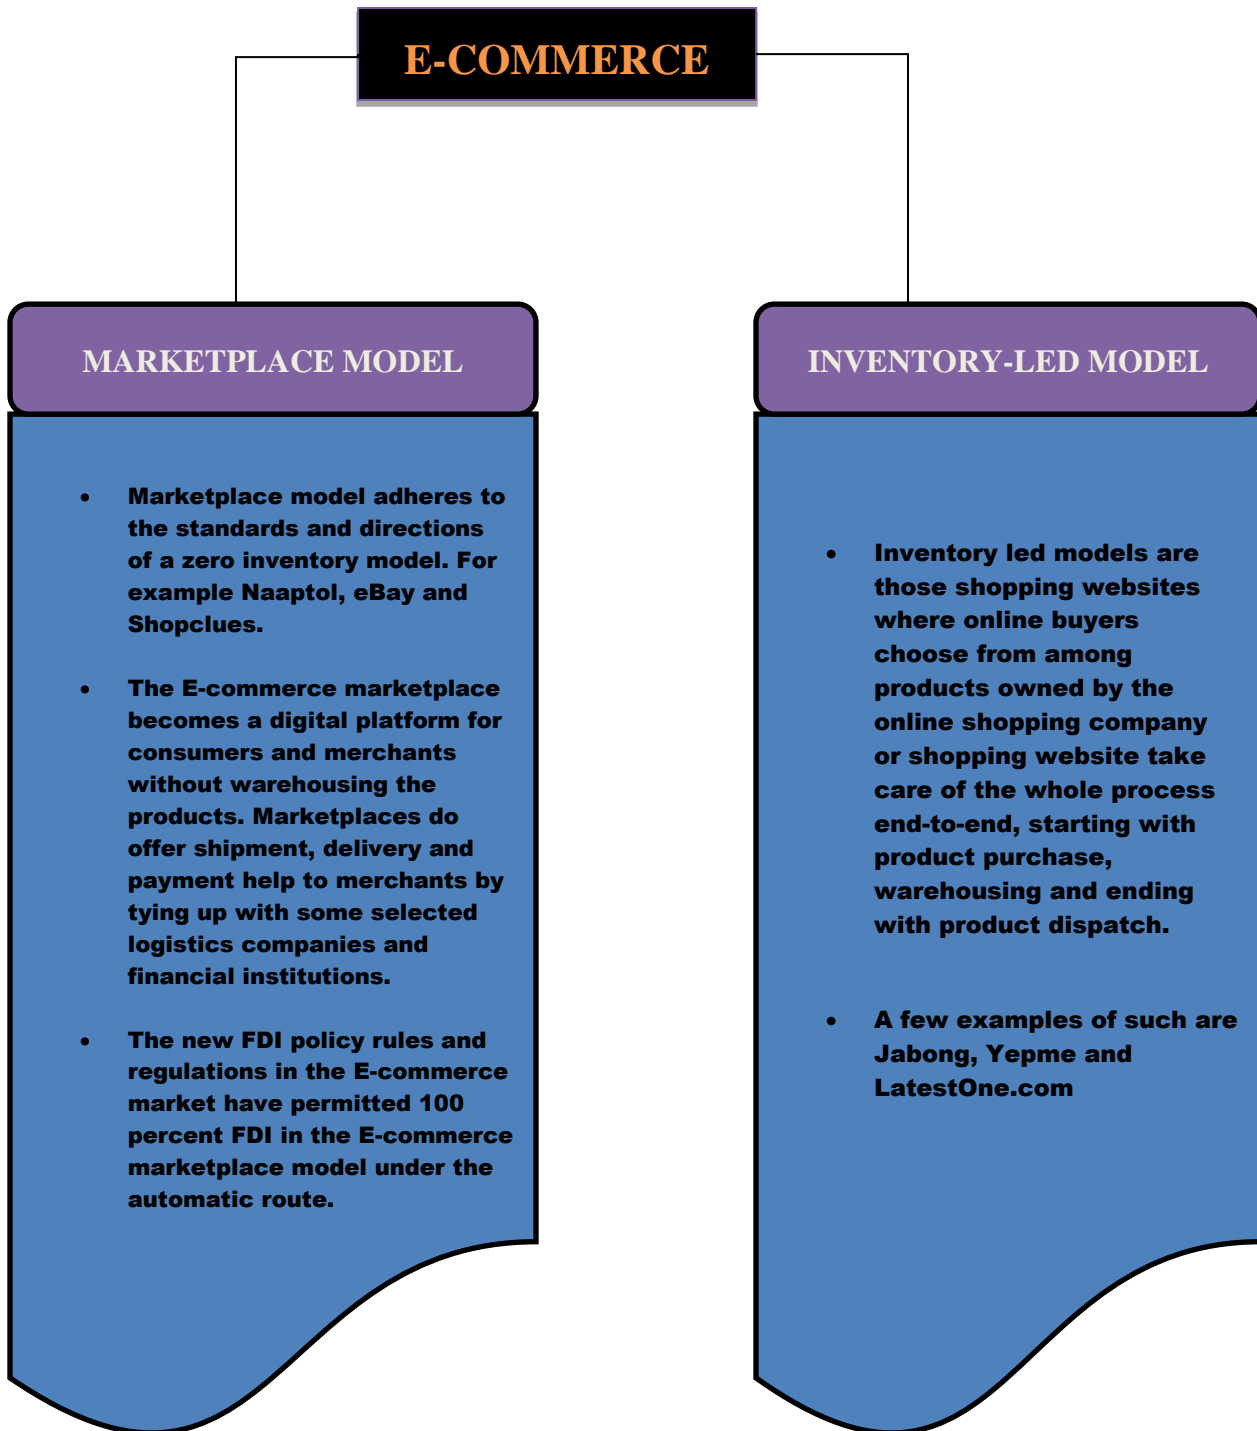 E-COMMERCE
MARKETPLACE MODEL
• Marketplace model adheres to
the standards and directions
of a zero inventory model. For
example Naaptol, eBay and
Shopclues.
• The E-commerce marketplace
becomes a digital platform for
consumers and merchants
without warehousing the
products. Marketplaces do
offer shipment, delivery and
payment help to merchants by
tying up with some selected
logistics companies and
financial institutions.
• The new FDI policy rules and
regulations in the E-commerce
market have permitted 100
percent FDI in the E-commerce
marketplace model under the
automatic route.
INVENTORY-LED MODEL
• Inventory led models are
those shopping websites
where online buyers
choose from among
products owned by the
online shopping company
or shopping website take
care of the whole process
end-to-end, starting with
product purchase,
warehousing and ending
with product dispatch.
• A few examples of such are
Jabong, Yepme and
LatestOne.com